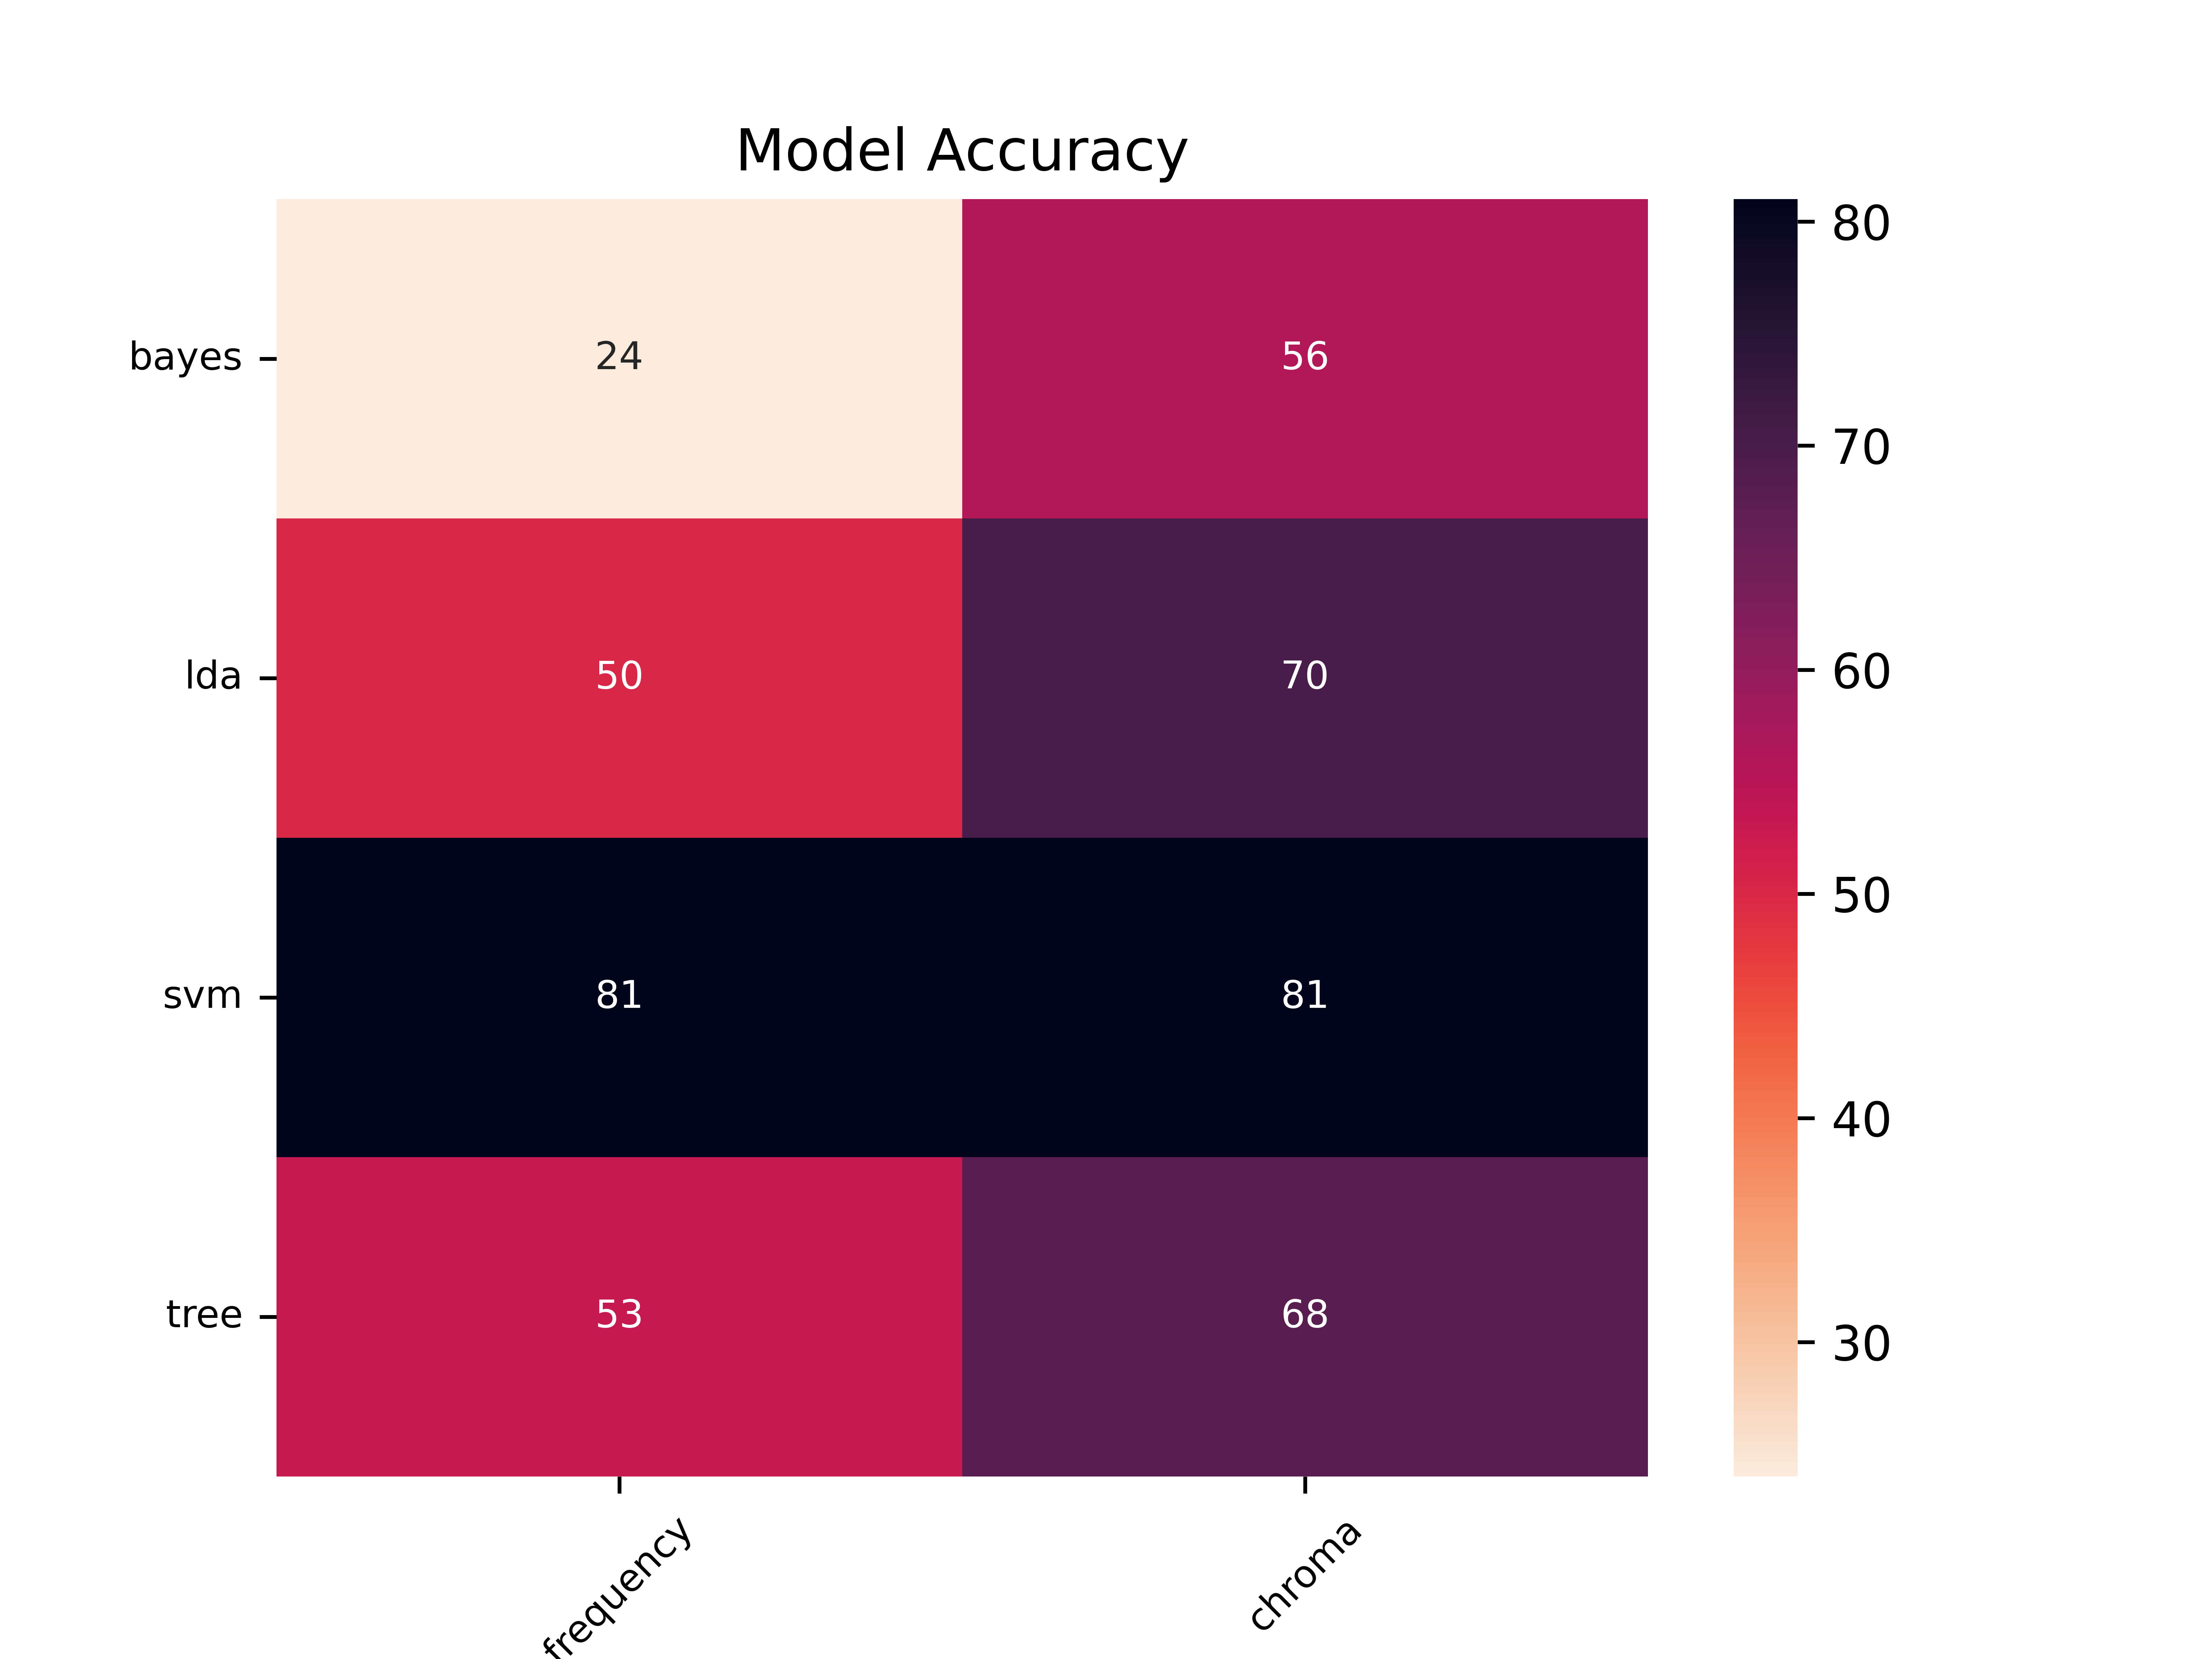 Model Accuracy
bayes 24 56
lda 50 70
svm 81 81
tree 53 68
frequency chroma
80
70
60
50
40
30